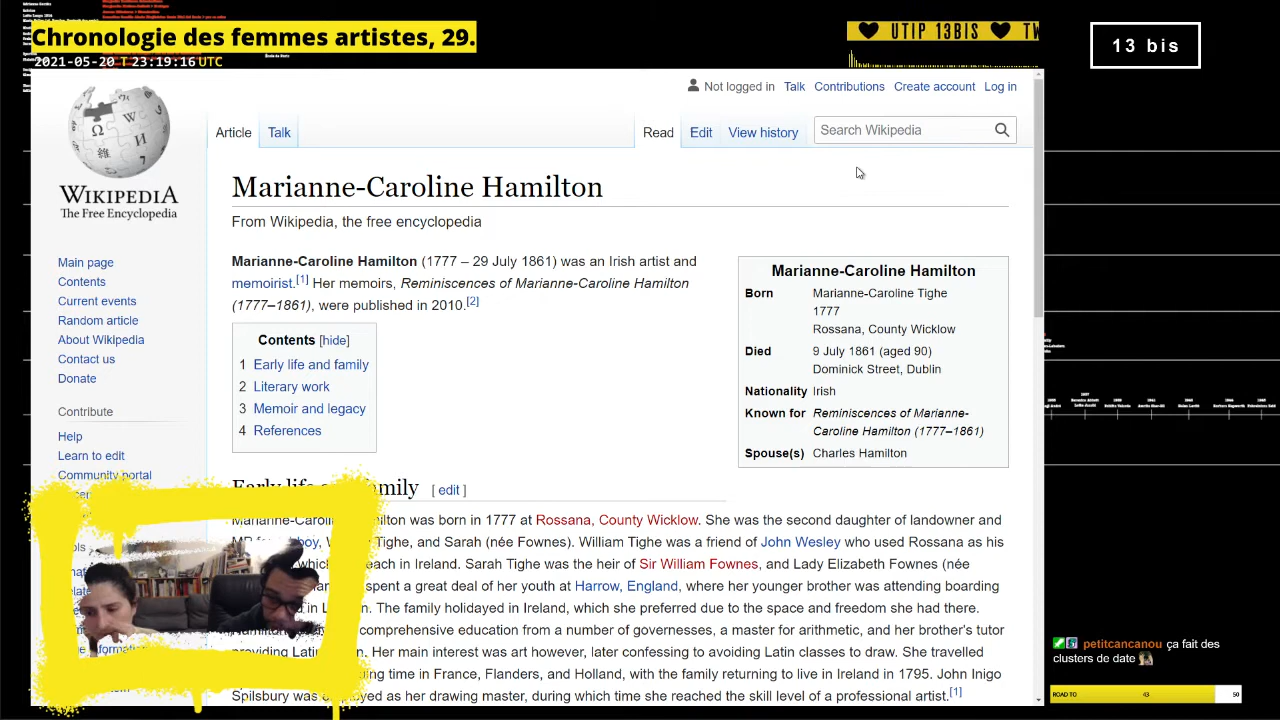 Chronologie des femmes artistes, 29.
2021-05-20 T 23:19:16 UTC
UTIP 13BIS
13 bis
Not logged in Talk Contributions Create account Log in
Article Talk Read Edit View history Search Wikipedia
WIKIPEDIA
The Free Encyclopedia
Main page
Contents
Current events
Random article
About Wikipedia
Contact us
Donate
Contribute
Help
Learn to edit
Community portal
Marianne-Caroline Hamilton
From Wikipedia, the free encyclopedia
Marianne-Caroline Hamilton (1777 – 29 July 1861) was an Irish artist and
memoirist.[1] Her memoirs, Reminiscences of Marianne-Caroline Hamilton
(1777–1861), were published in 2010.[2]
Contents [hide]
1 Early life and family
2 Literary work
3 Memoir and legacy
4 References
Marianne-Caroline Hamilton
Born Marianne-Caroline Tighe
1777
Rossana, County Wicklow
Died 9 July 1861 (aged 90)
Dominick Street, Dublin
Nationality Irish
Known for Reminiscences of Marianne-
Caroline Hamilton (1777–1861)
Spouse(s) Charles Hamilton
Early life family [ edit ]
Marianne-Caroline Hamilton was born in 1777 at Rossana, County Wicklow. She was the second daughter of landowner and
MP Tighe, and Sarah (née Fownes). William Tighe was a friend of John Wesley who used Rossana as his
each in Ireland. Sarah Tighe was the heir of Sir William Fownes, and Lady Elizabeth Fownes (née
spent a great deal of her youth at Harrow, England, where her younger brother was attending boarding
in The family holidayed in Ireland, which she preferred due to the space and freedom she had there.
comprehensive education from a number of governesses, a master for arithmetic, and her brother's tutor
Her main interest was art however, later confessing to avoiding Latin classes to draw. She travelled
time in France, Flanders, and Holland, with the family returning to live in Ireland in 1795. John Inigo
Spilsbury was employed as her drawing master, during which time she reached the skill level of a professional artist.[1]
petitcancanou ça fait des
clusters de date
ROAD TO 43 50